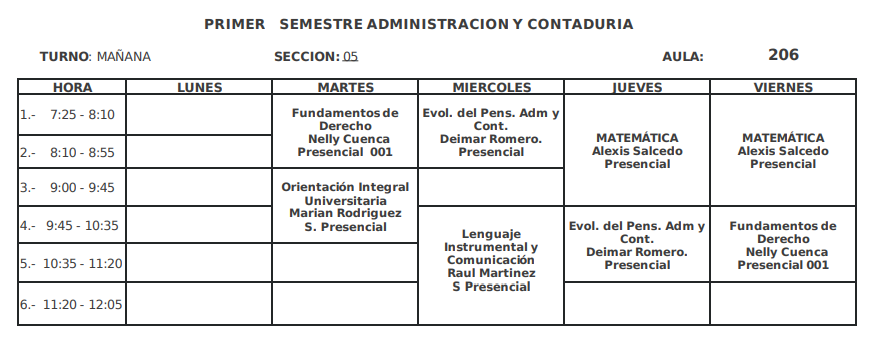 PRIMER SEMESTRE ADMINISTRACION Y CONTADURIA
TURNO: MAÑANA SECCION: 05 AULA: 206
HORA LUNES MARTES MIERCOLES JUEVES VIERNES
1.- 7:25 - 8:10
2.- 8:10 - 8:55
3.- 9:00 - 9:45
4.- 9:45 - 10:35
5.- 10:35 - 11:20
6.- 11:20 - 12:05
Fundamentos de
Derecho
Nelly Cuenca
Presencial 001
Orientación Integral
Universitaria
Marian Rodriguez
S. Presencial
Evol. del Pens. Adm y
Cont.
Deimar Romero.
Presencial
Lenguaje
Instrumental y
Comunicación
Raul Martinez
S Presencial
MATEMÁTICA
Alexis Salcedo
Presencial
Evol. del Pens. Adm y
Cont.
Deimar Romero.
Presencial
MATEMÁTICA
Alexis Salcedo
Presencial
Fundamentos de
Derecho
Nelly Cuenca
Presencial 001